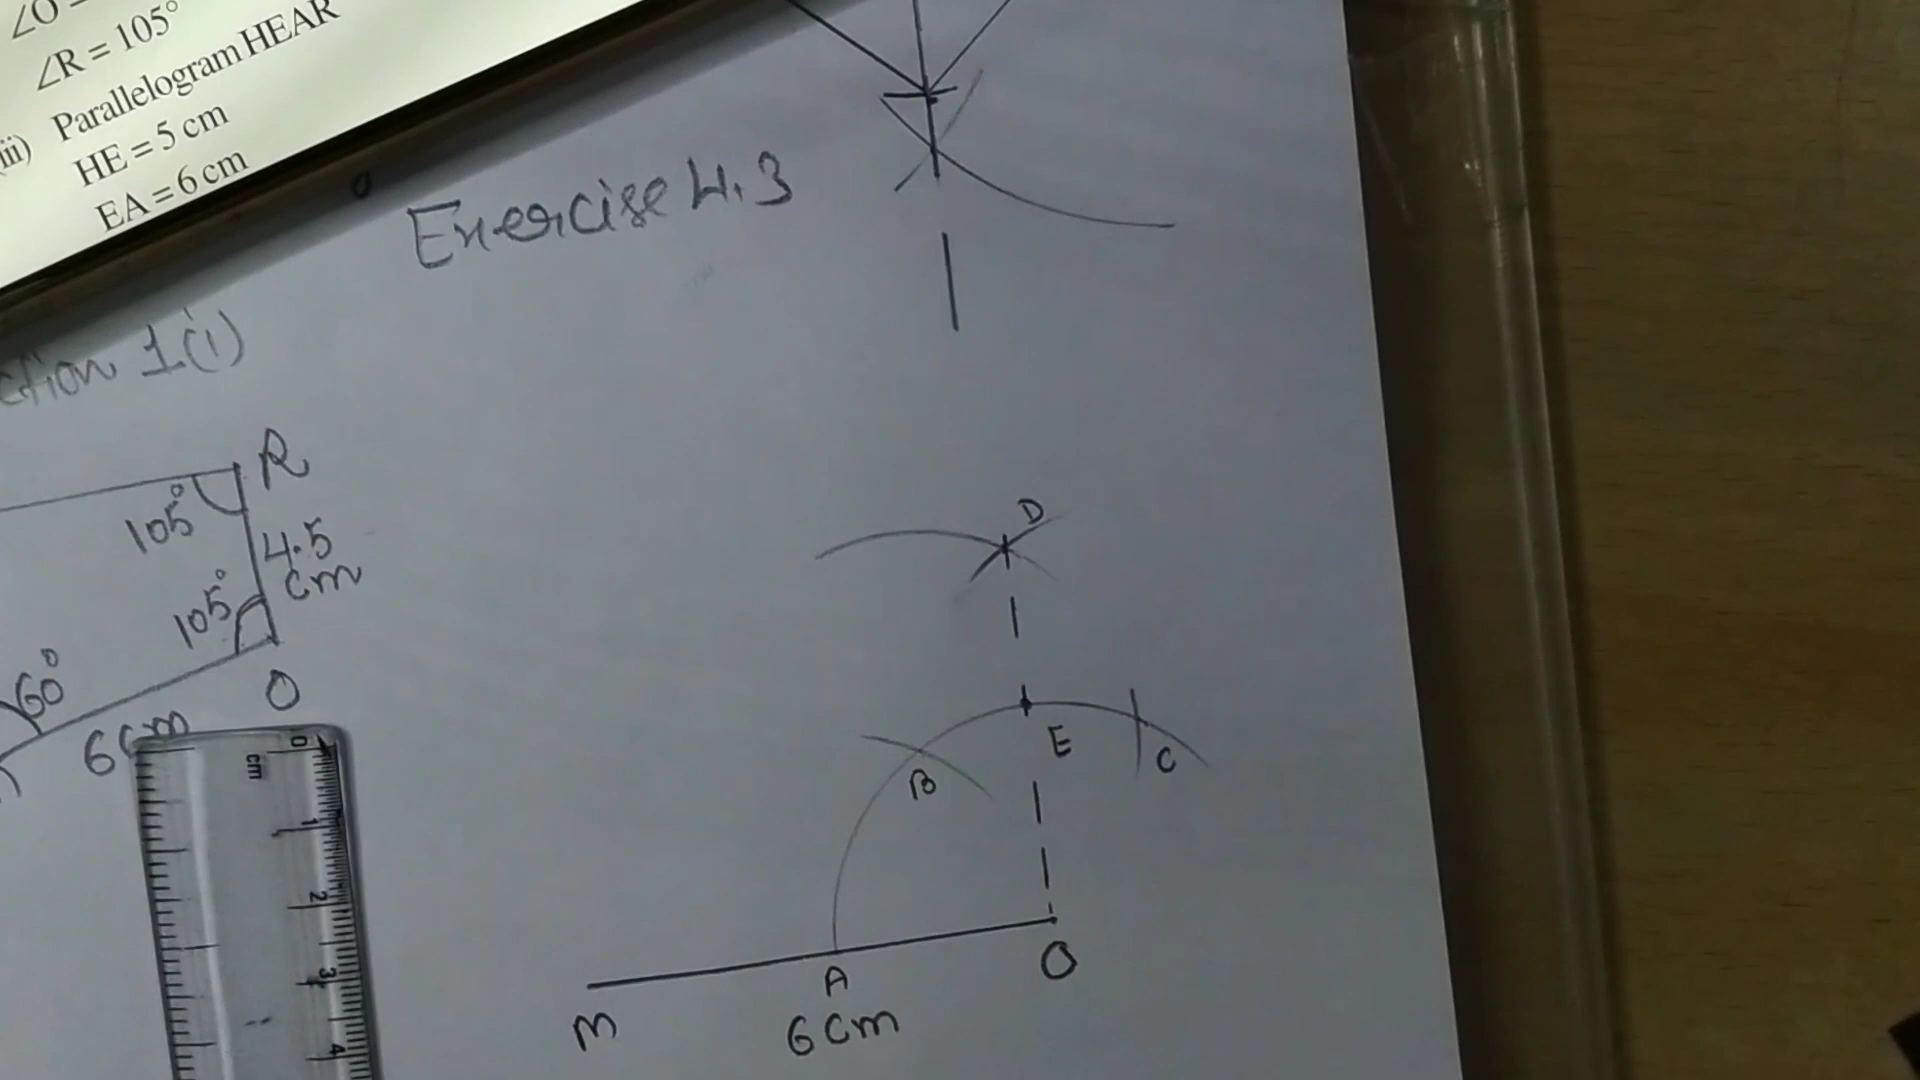 ∠R = 105°
(iii) Parallelogram HEAR
HE = 5 cm
EA = 6 cm
Exercise 4.3
1.(i)
R
105°
4.5
cm
105°
60°
O
6cm
0
cm
1
2
3
4
D
E
C
B
A
O
M
6 cm